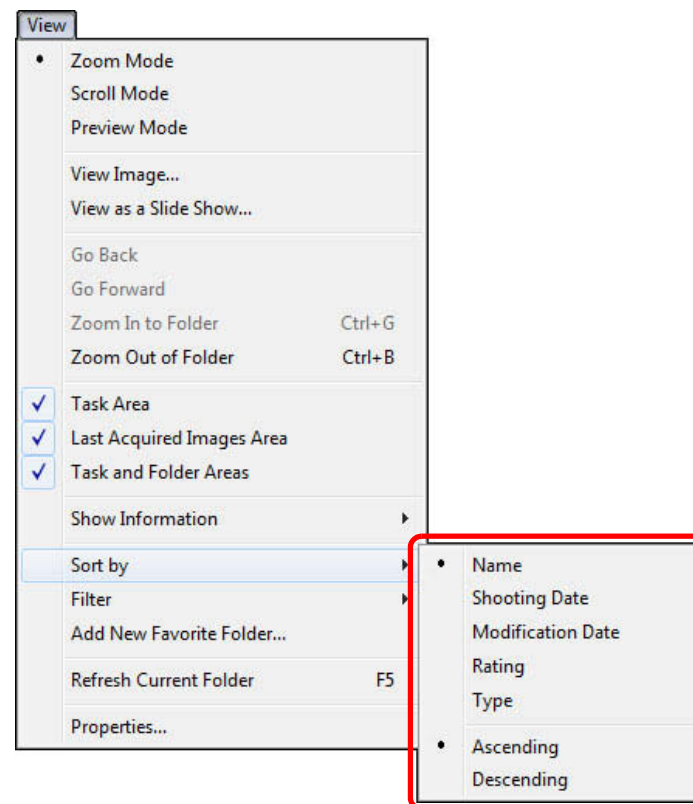 View
Zoom Mode
Scroll Mode
Preview Mode
View Image...
View as a Slide Show...
Go Back
Go Forward
Zoom In to Folder Ctrl+G
Zoom Out of Folder Ctrl+B
Task Area
Last Acquired Images Area
Task and Folder Areas
Show Information
Sort by
Filter
Add New Favorite Folder...
Refresh Current Folder F5
Properties...
Name
Shooting Date
Modification Date
Rating
Type
Ascending
Descending